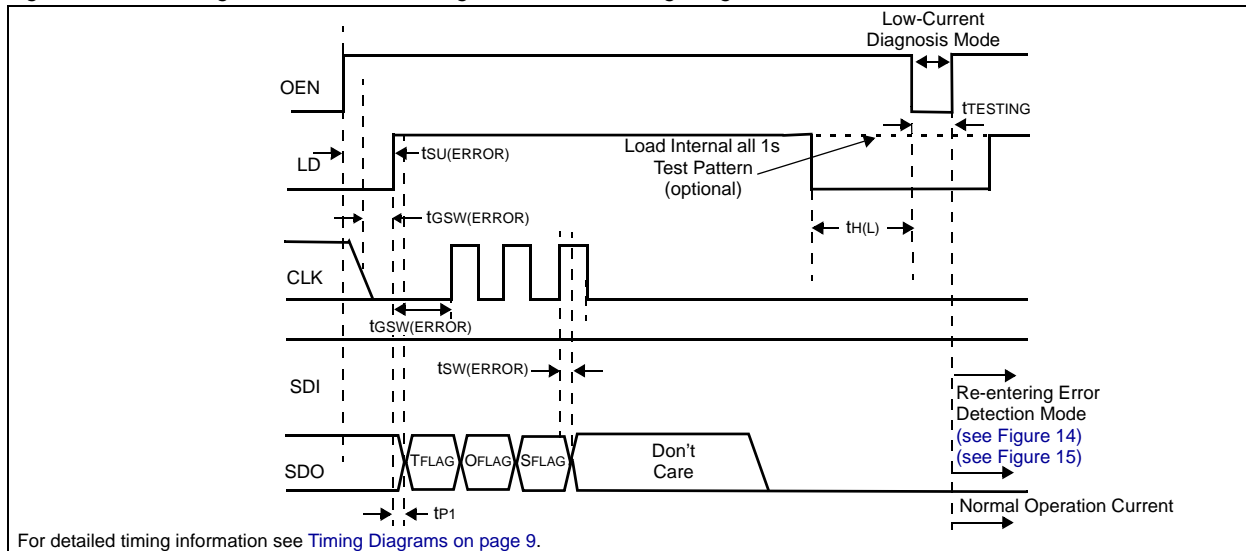 Low-Current
Diagnosis Mode
OEN
tTESTING
LD
tSU(ERROR)
Load Internal all 1s
Test Pattern
(optional)
tGSW(ERROR)
tH(L)
CLK
tGSW(ERROR)
tSW(ERROR)
SDI
Re-entering Error
Detection Mode
(see Figure 14)
(see Figure 15)
SDO
TFLAG
OFLAG
SFLAG
Don't
Care
tP1
Normal Operation Current
For detailed timing information see Timing Diagrams on page 9.